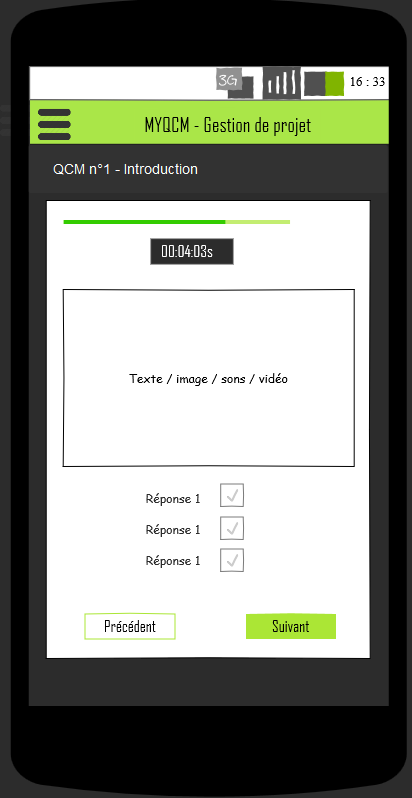 3G 16 : 33
MYQCM - Gestion de projet
QCM n°1 - Introduction
00:04:03s
Texte / image / sons / vidéo
Réponse 1
Réponse 1
Réponse 1
Précédent Suivant